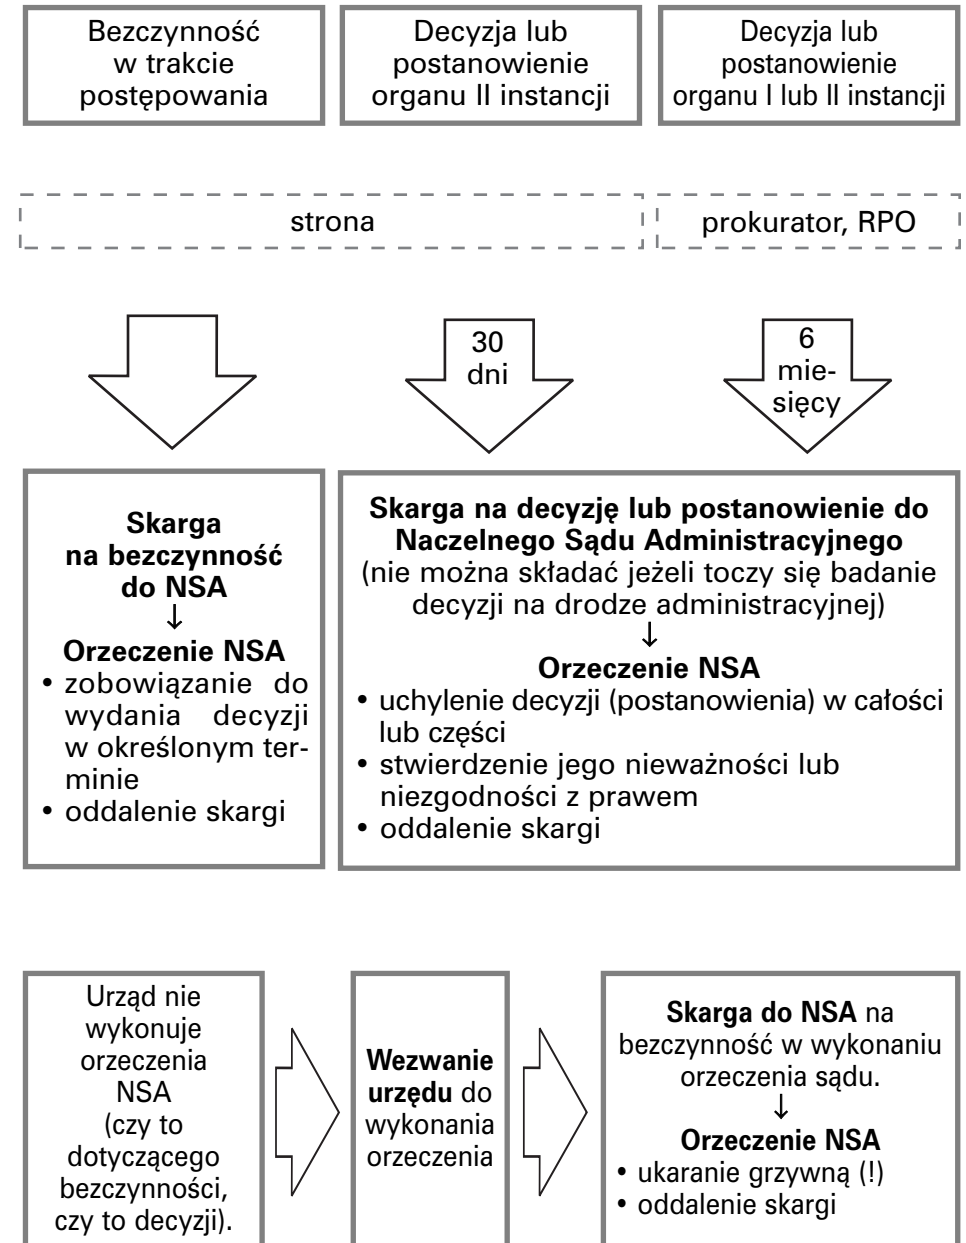 Bezczynność
w trakcie
postępowania
Decyzja lub
postanowienie
organu II instancji
Decyzja lub
postanowienie
organu I lub II instancji
strona
prokurator, RPO
30
dni
6
mie-
sięcy
Skarga
na bezczynność
do NSA
↓
Orzeczenie NSA
• zobowiązanie do
wydania decyzji
w określonym ter-
minie
• oddalenie skargi
Skarga na decyzję lub postanowienie do
Naczelnego Sądu Administracyjnego
(nie można składać jeżeli toczy się badanie
decyzji na drodze administracyjnej)
↓
Orzeczenie NSA
• uchylenie decyzji (postanowienia) w całości
lub części
• stwierdzenie jego nieważności lub
niezgodności z prawem
• oddalenie skargi
Urząd nie
wykonuje
orzeczenia
NSA
(czy to
dotyczącego
bezczynności,
czy to decyzji).
Wezwanie
urzędu do
wykonania
orzeczenia
Skarga do NSA na
bezczynność w wykonaniu
orzeczenia sądu.
↓
Orzeczenie NSA
• ukaranie grzywną (!)
• oddalenie skargi